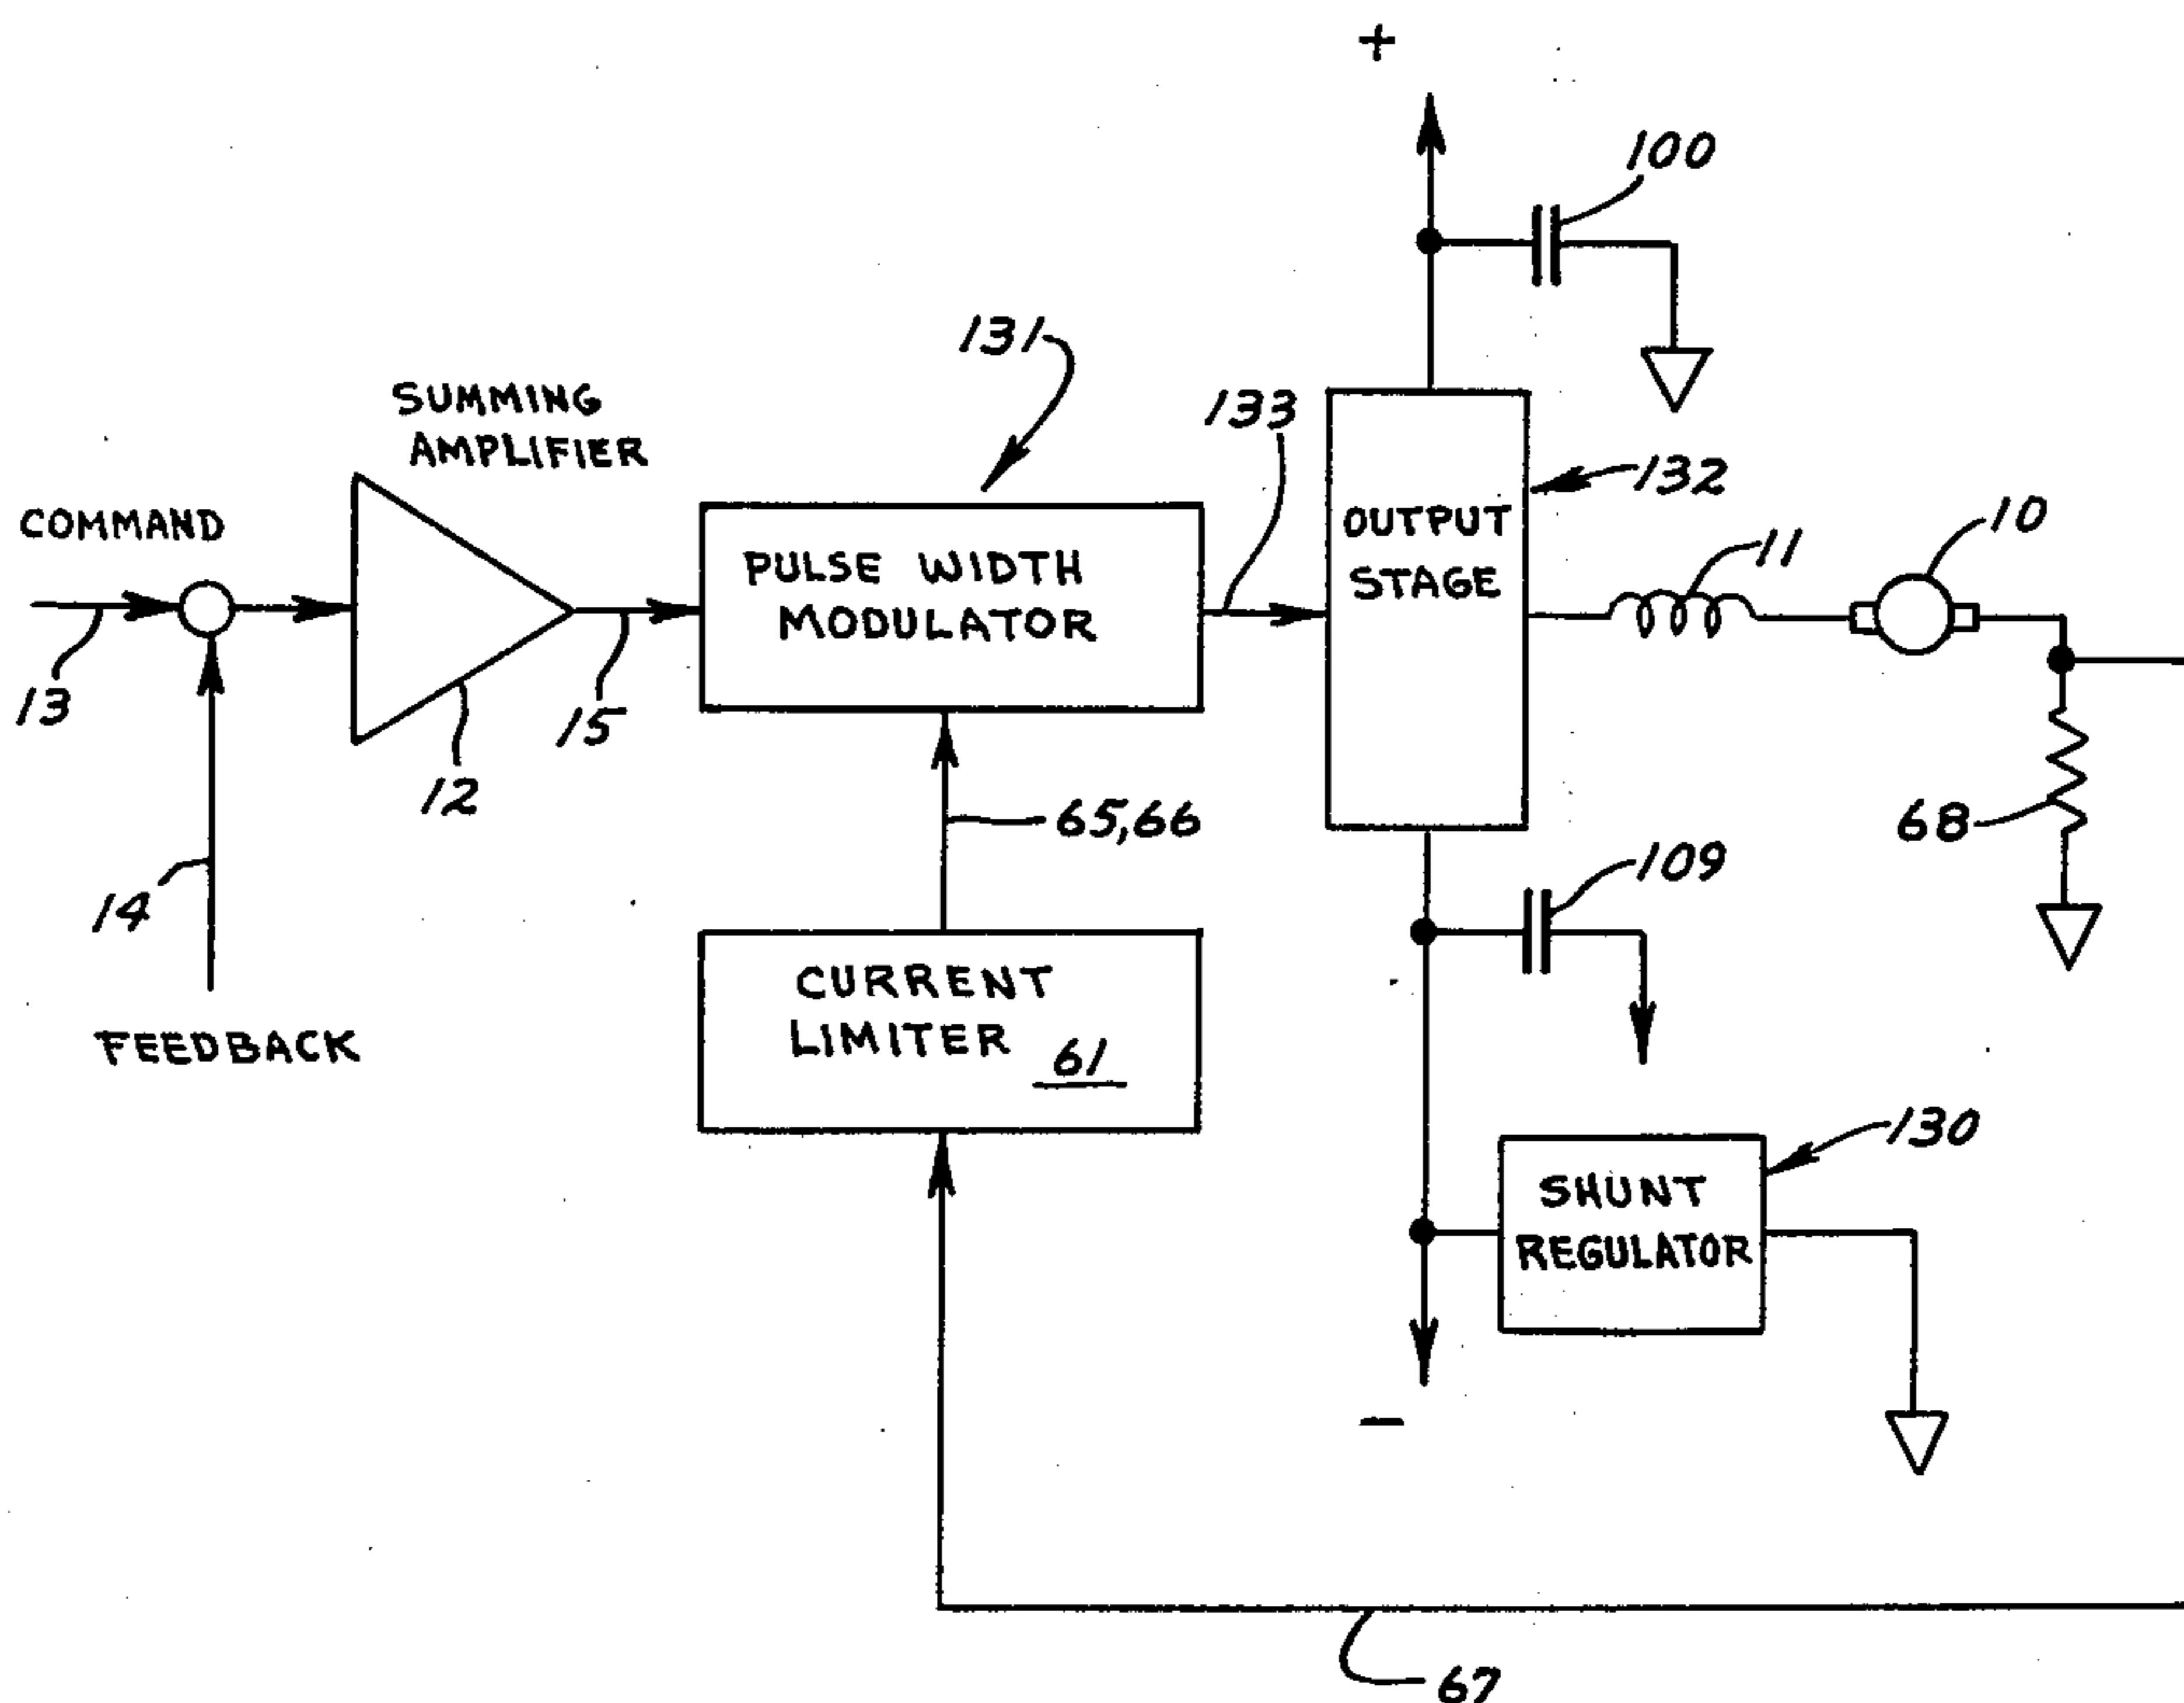 +
100
131
133
SUMMING
AMPLIFIER
132
COMMAND
OUTPUT
STAGE
10
11
PULSE WIDTH
MODULATOR
13
15
12
65,66
68
109
14
CURRENT
LIMITER 61
FEEDBACK
130
SHUNT
REGULATOR
−
67